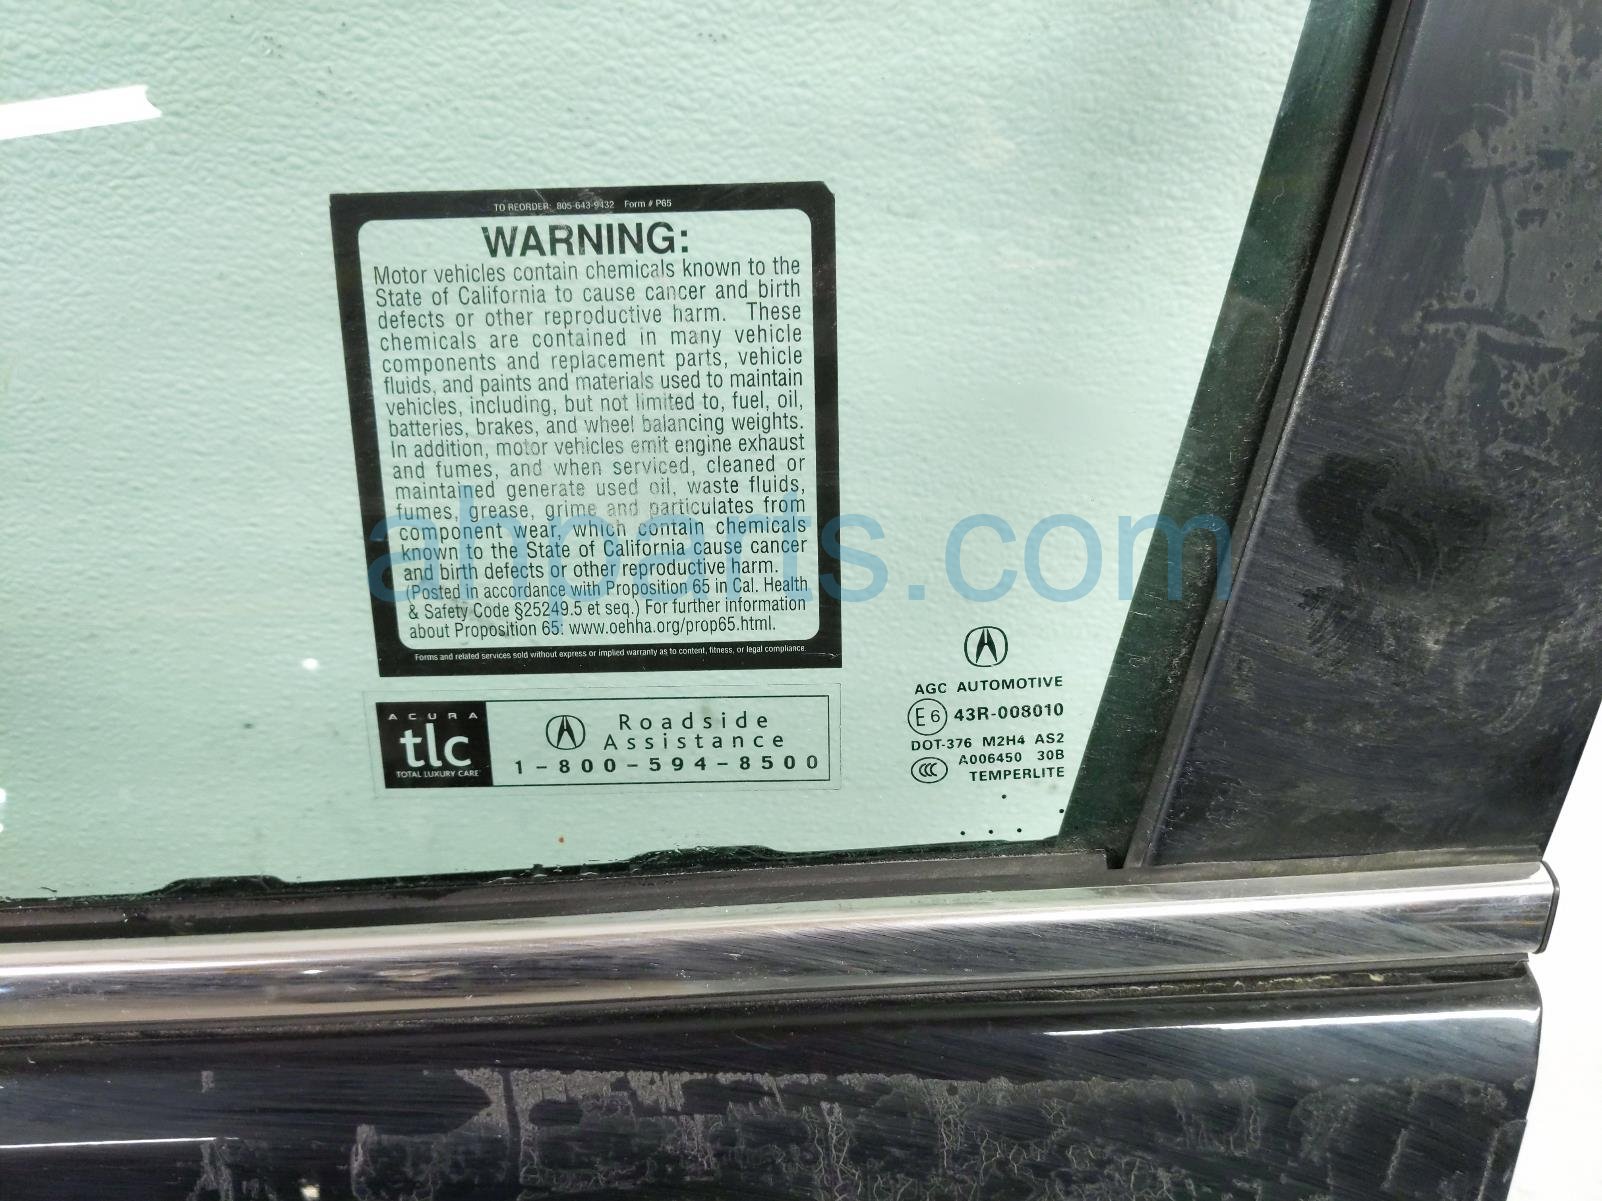 TO REORDER: 805-643-9432 Form # P65
WARNING:
Motor vehicles contain chemicals known to the
State of California to cause cancer and birth
defects or other reproductive harm. These
chemicals are contained in many vehicle
components and replacement parts, vehicle
fluids, and paints and materials used to maintain
vehicles, including, but not limited to, fuel, oil,
batteries, brakes, and wheel balancing weights.
In addition, motor vehicles emit engine exhaust
and fumes, and when serviced, cleaned or
maintained generate used oil, waste fluids,
fumes, grease, grime and particulates from
component wear, which contain chemicals
known to the State of California cause cancer
and birth defects or other reproductive harm.
(Posted in accordance with Proposition 65 in Cal. Health
& Safety Code §25249.5 et seq.) For further information
about Proposition 65: www.oehha.org/prop65.html.
Forms and related services sold without express or implied warranty as to content, fitness, or legal compliance.
ahparts.com
ACURA
tlc
TOTAL LUXURY CARE
Roadside
Assistance
1-800-594-8500
AGC AUTOMOTIVE
E6 43R-008010
DOT-376 M2H4 AS2
CCC A006450 30B
TEMPERLITE